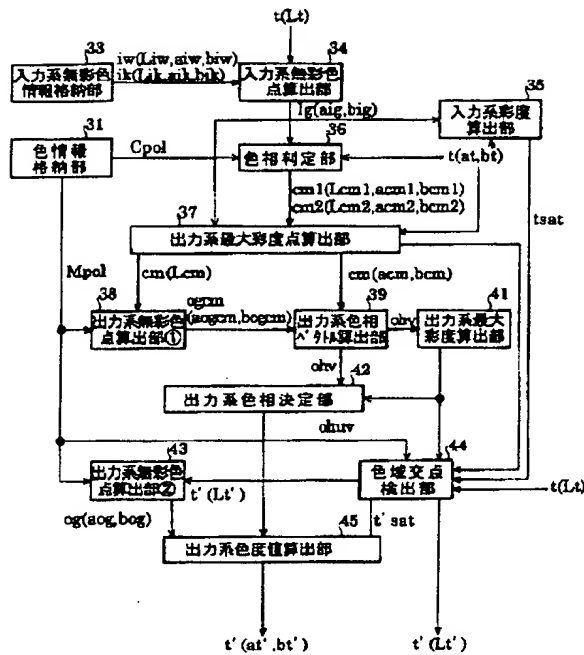 t(Lt)
33
iw(Liw,aiw,biw)
34
入力系無彩色
情報格納部
ik(Lik,aik,bik)
入力系無彩色
点算出部
35
入力系彩度
算出部
31
Ig(aig,big)
36
色情報
格納部
Cpol
色相判定部
t(at,bt)
cm1(Lcm1,acm1,bcm1)
cm2(Lcm2,acm2,bcm2)
tsat
37
出力系最大彩度点算出部
Mpol
cm(Lcm)
cm(acm,bcm)
38
ogcm
(aogcm,bogcm)
39
41
出力系無彩色
点算出部①
出力系色相
ベクトル算出部
ohv
出力系最大
彩度算出部
ohv
42
出力系色相決定部
ohuv
43
44
出力系無彩色
点算出部②
色域交点
検出部
t'(Lt')
t(Lt)
og(aog,bog)
45
t'sat
出力系色度値算出部
t'(at',bt')
t'(Lt')